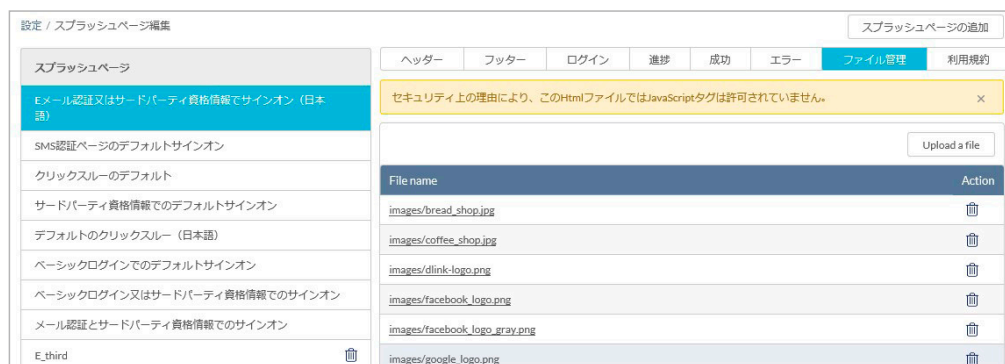 設定 / スプラッシュページ編集
スプラッシュページの追加
スプラッシュページ
Eメール認証又はサードパーティ資格情報でサインオン（日本
語）
SMS認証ページのデフォルトサインオン
クリックスルーのデフォルト
サードパーティ資格情報でのデフォルトサインオン
デフォルトのクリックスルー（日本語）
ベーシックログインでのデフォルトサインオン
ベーシックログイン又はサードパーティ資格情報でのサインオン
メール認証とサードパーティ資格情報でのサインオン
E_third
ヘッダー フッター ログイン 進捗 成功 エラー ファイル管理 利用規約
セキュリティ上の理由により、このHtmlファイルではJavaScriptタグは許可されていません。 ×
Upload a file
File name Action
images/bread_shop.jpg
images/coffee_shop.jpg
images/dlink-logo.png
images/facebook_logo.png
images/facebook_logo_gray.png
images/google_logo.png